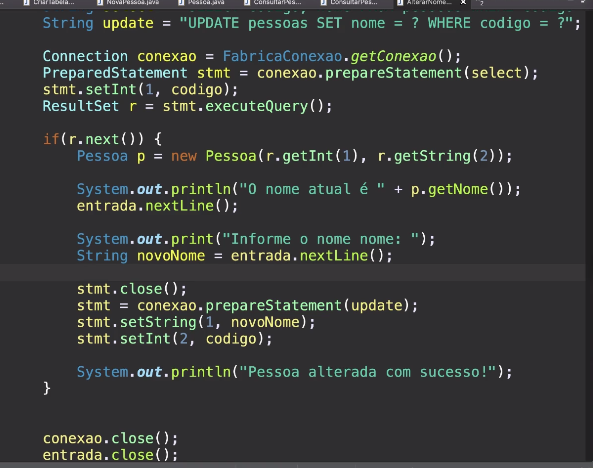 NovaPessoa.java Pessoa.java ConsultarPes... ConsultarPes... AlterarNome...
String update = "UPDATE pessoas SET nome = ? WHERE codigo = ?";
Connection conexao = FabricaConexao.getConexao();
PreparedStatement stmt = conexao.prepareStatement(select);
stmt.setInt(1, codigo);
ResultSet r = stmt.executeQuery();
if(r.next()) {
Pessoa p = new Pessoa(r.getInt(1), r.getString(2));
System.out.println("O nome atual é " + p.getNome());
entrada.nextLine();
System.out.print("Informe o nome nome: ");
String novoNome = entrada.nextLine();
stmt.close();
stmt = conexao.prepareStatement(update);
stmt.setString(1, novoNome);
stmt.setInt(2, codigo);
System.out.println("Pessoa alterada com sucesso!");
}
conexao.close();
entrada.close();